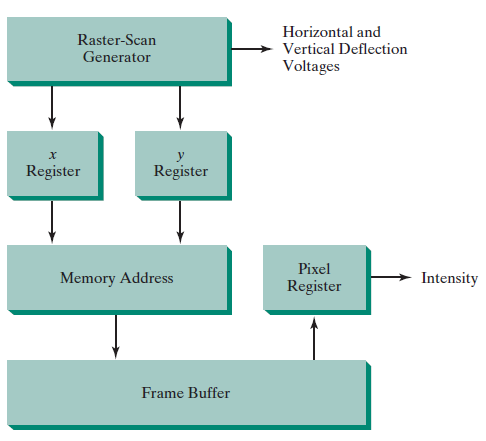 Raster-Scan
Generator
Horizontal and
Vertical Deflection
Voltages
x
Register
y
Register
Memory Address
Pixel
Register
Intensity
Frame Buffer